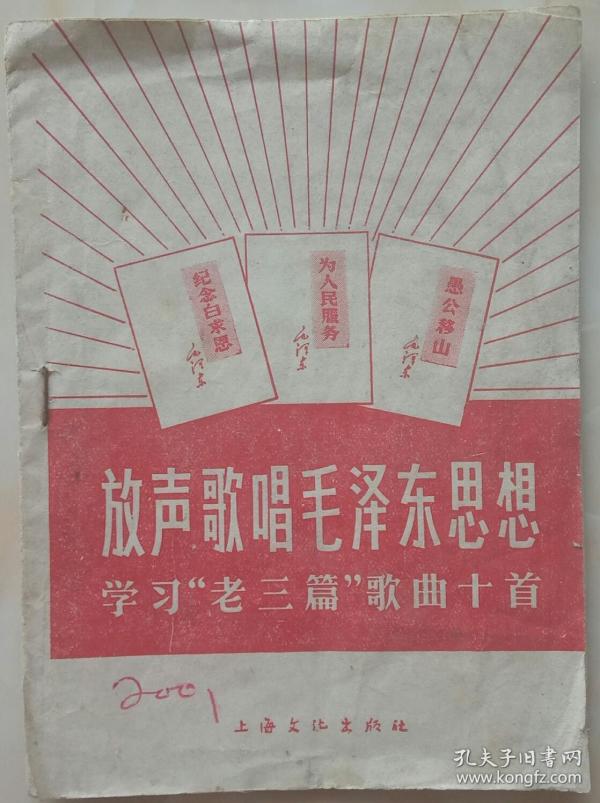 纪念白求恩
毛泽东
为人民服务
毛泽东
愚公移山
毛泽东
放声歌唱毛泽东思想
学习“老三篇”歌曲十首
2001
上海文化出版社
孔夫子旧书网
www.kongfz.com